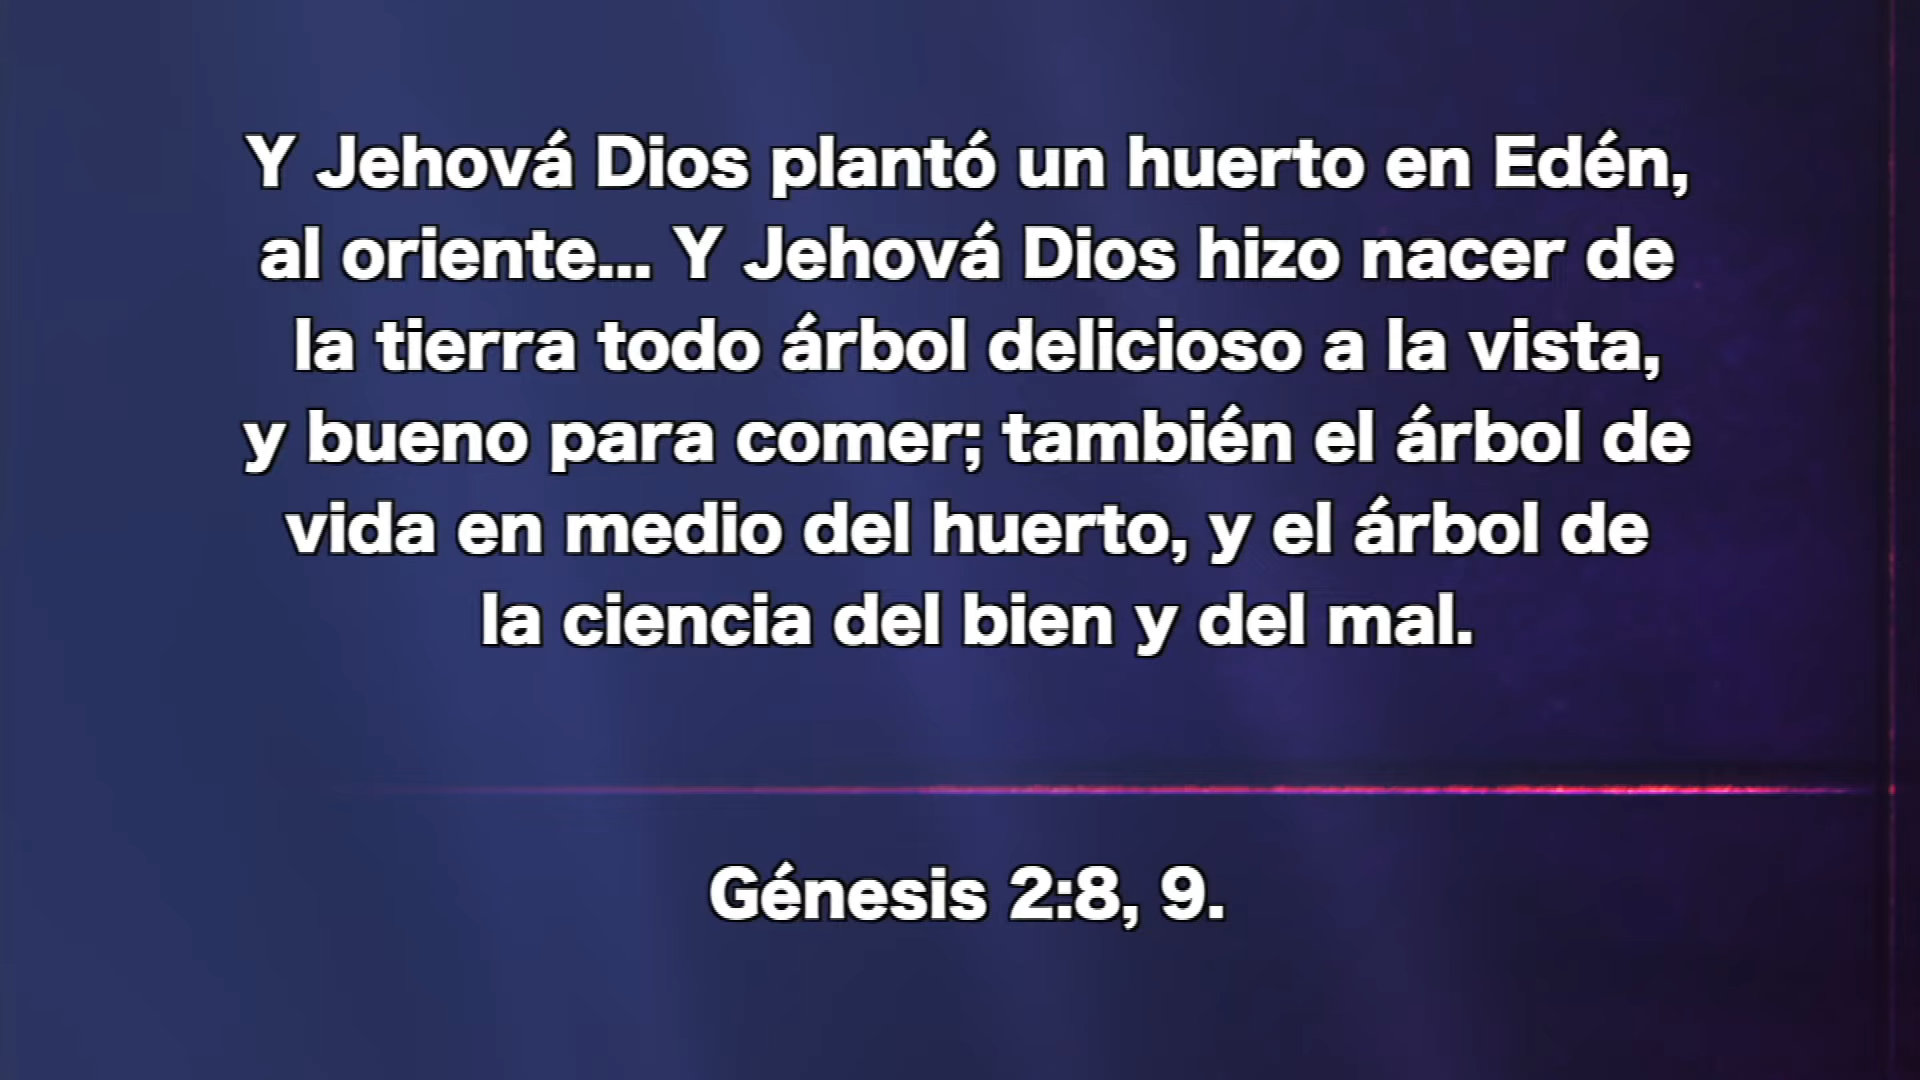 Y Jehová Dios plantó un huerto en Edén,
al oriente... Y Jehová Dios hizo nacer de
la tierra todo árbol delicioso a la vista,
y bueno para comer; también el árbol de
vida en medio del huerto, y el árbol de
la ciencia del bien y del mal.
Génesis 2:8, 9.